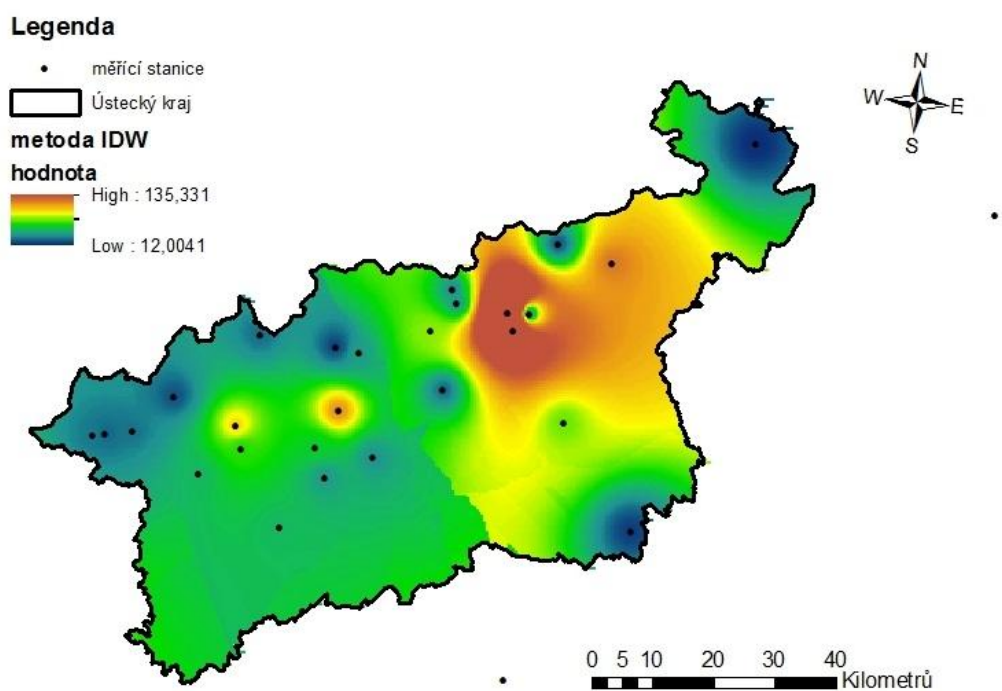 Legenda
měřící stanice
Ústecký kraj
metoda IDW
hodnota
High : 135,331
Low : 12,0041
N
W E
S
0 5 10 20 30 40
Kilometrů